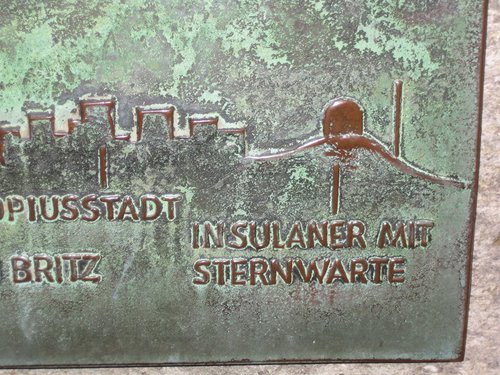 OPIUSSTADT
BRITZ
INSULANER MIT
STERNWARTE